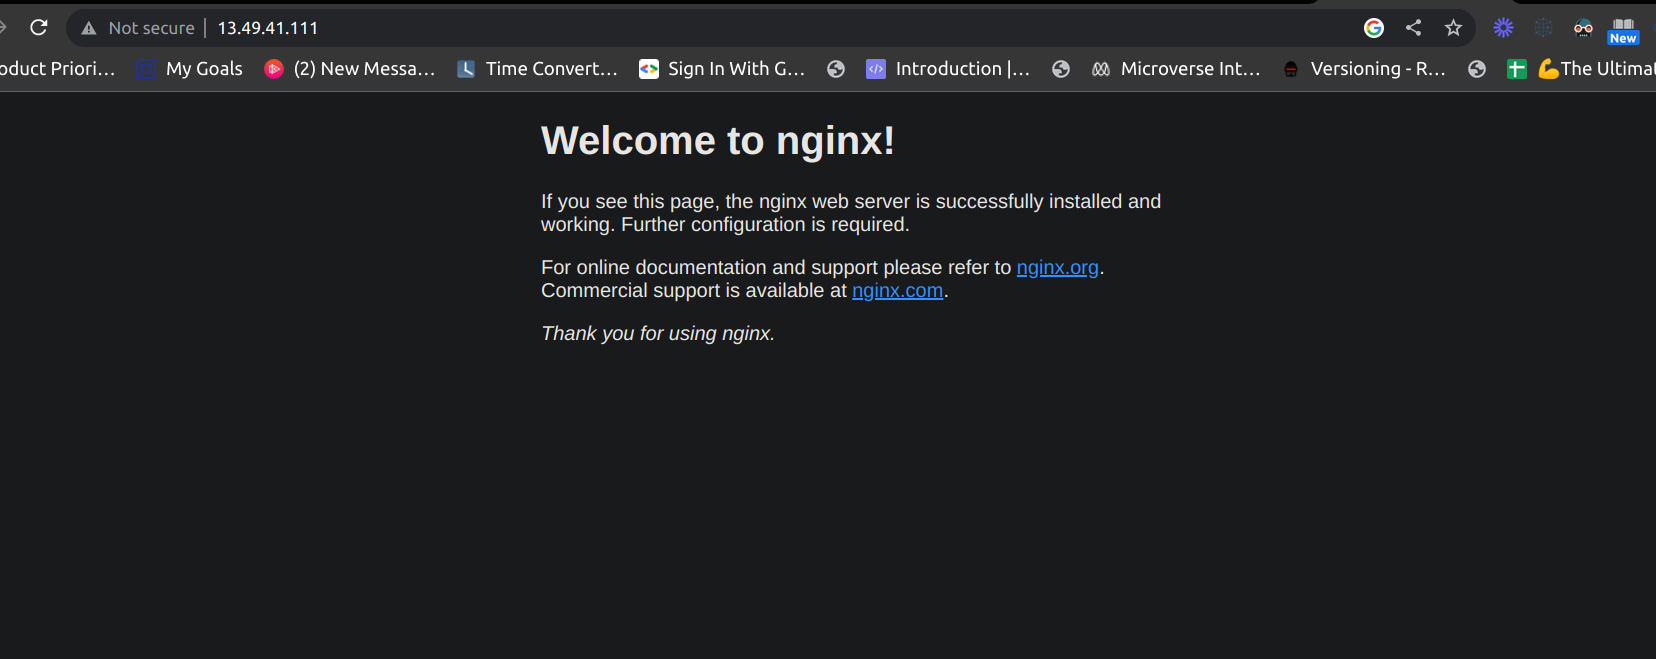 Not secure 13.49.41.111
New
oduct Priori... My Goals (2) New Messa... Time Convert... Sign In With G... Introduction |... Microverse Int... Versioning - R... 💪The Ultimat
Welcome to nginx!
If you see this page, the nginx web server is successfully installed and
working. Further configuration is required.
For online documentation and support please refer to nginx.org.
Commercial support is available at nginx.com.
Thank you for using nginx.